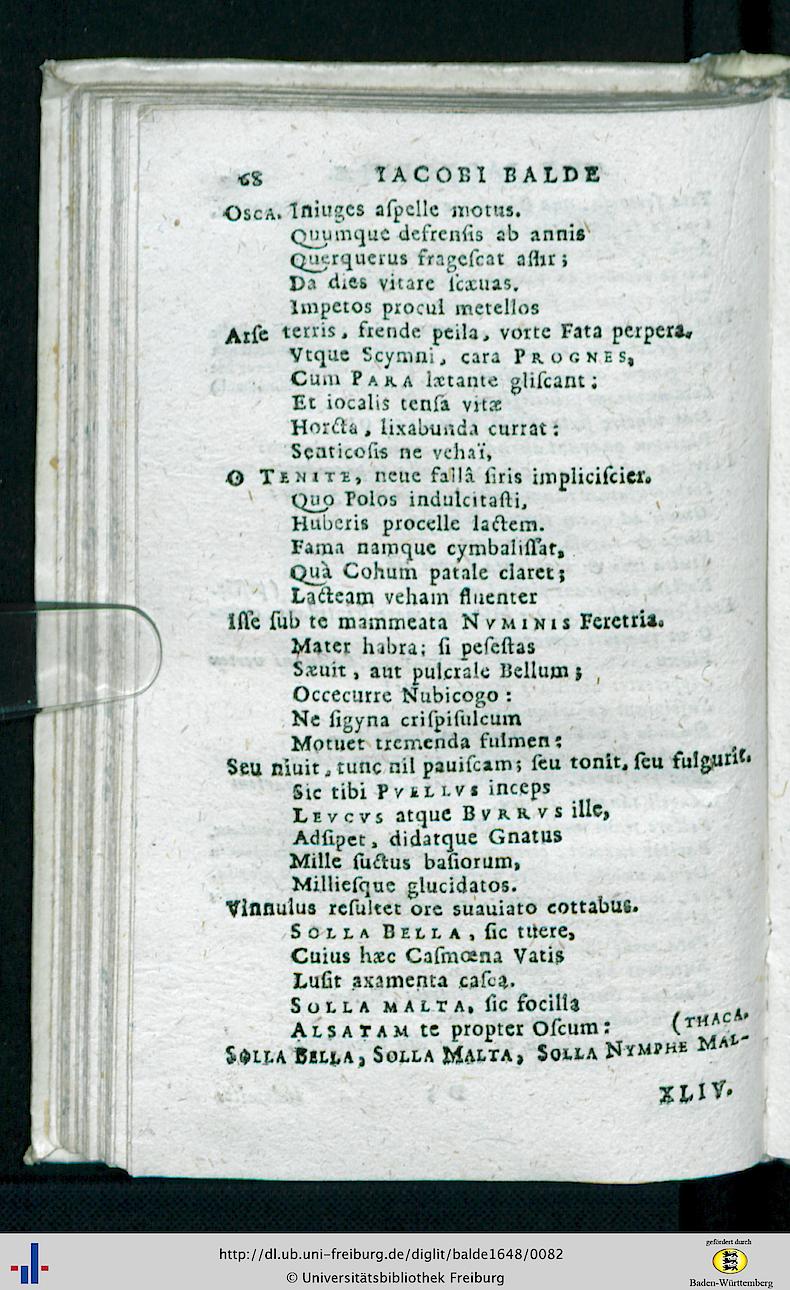 68 IACOBI BALDE
OSCA. Iniuges aſpelle motus.
Quumque defrenſis ab annis
Querquerus frageſcat aſtir;
Da dies vitare ſcæuas.
Impetos procul metellos
Arſe terris, frende peila, vorte Fata perpera.
Vtque Scymni, cara PROGNES,
Cum PARA lætante gliſcant:
Et iocalis tenſa vitæ
Horcta, lixabunda currat:
Senticoſis ne vehaï,
O TENITE, neue fallâ ſiris impliciſcier.
Quo Polos indulcitaſti,
Huberis procelle lactem.
Fama namque cymbaliſſat,
Quà Cohum patale claret;
Lacteam veham fluenter
Iſſe ſub te mammeata NVMINIS Feretria.
Mater habra; ſi peſeſtas
Sæuit, aut pulcrale Bellum;
Occecurre Nubicogo:
Ne ſigyna criſpiſulcum
Motuet tremenda fulmen:
Seu niuit, tunc nil pauiſcam; ſeu tonit, ſeu fulgurit.
Sic tibi PVELLVS inceps
LEVCVS atque BVRRVS ille,
Adſipet, didatque Gnatus
Mille ſuctus baſiorum,
Millieſque glucidatos.
Vinnulus reſultet ore suauiato cottabus.
SOLLA BELLA, ſic tuere,
Cuius hæc Caſmœna Vatis
Luſit axamenta caſca.
SOLLA MALTA, ſic focilla
ALSATAM te propter Oſcum: (THACA.
SOLLA BELLA, SOLLA MALTA, SOLLA NYMPHE MAL-
XLIV.
http://dl.ub.uni-freiburg.de/diglit/balde1648/0082
© Universitätsbibliothek Freiburg
gefördert durch
Baden-Württemberg